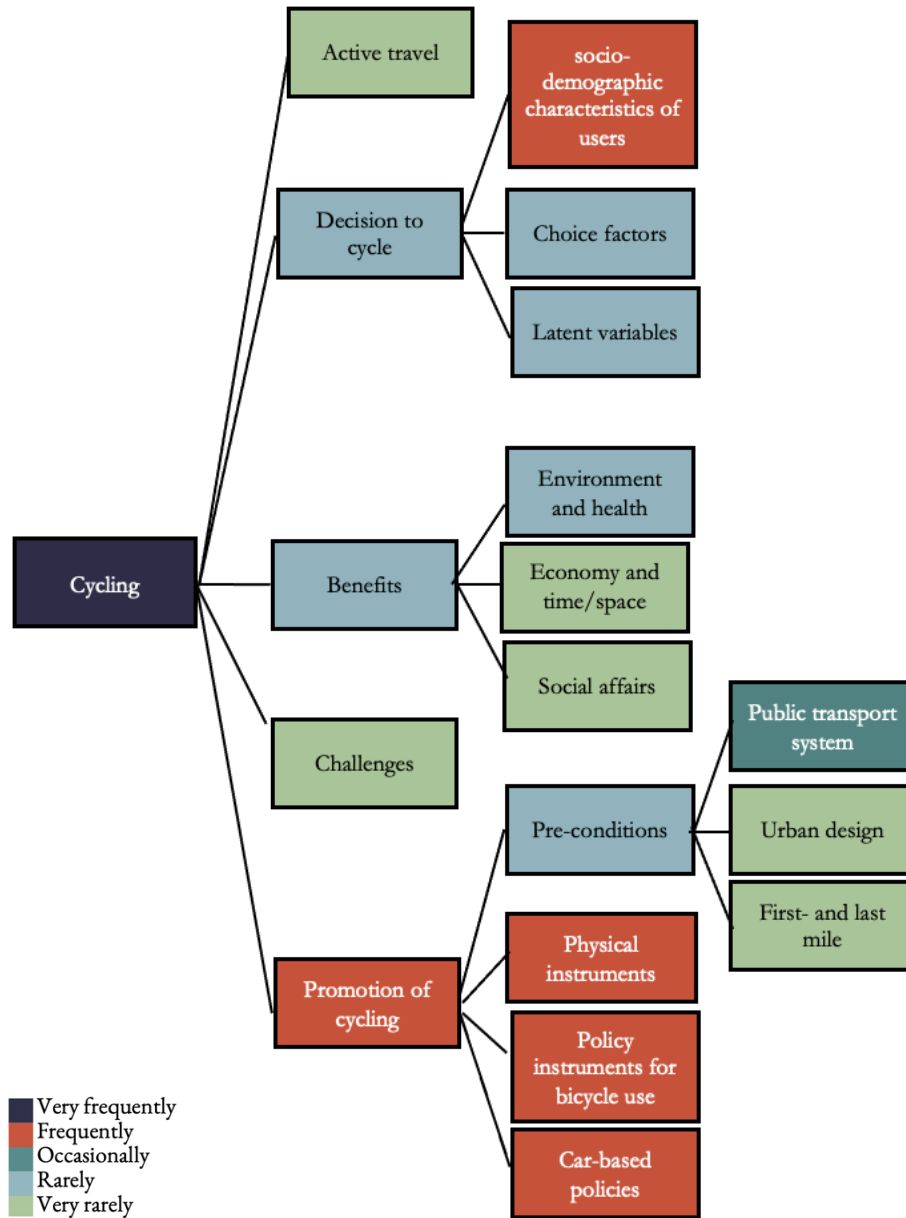 Active travel
socio-
demographic
characteristics of
users
Decision to
cycle
Choice factors
Latent variables
Environment
and health
Cycling
Benefits
Economy and
time/space
Social affairs
Challenges
Public transport
system
Pre-conditions
Urban design
First- and last
mile
Physical
instruments
Promotion of
cycling
Policy
instruments for
bicycle use
Car-based
policies
Very frequently
Frequently
Occasionally
Rarely
Very rarely